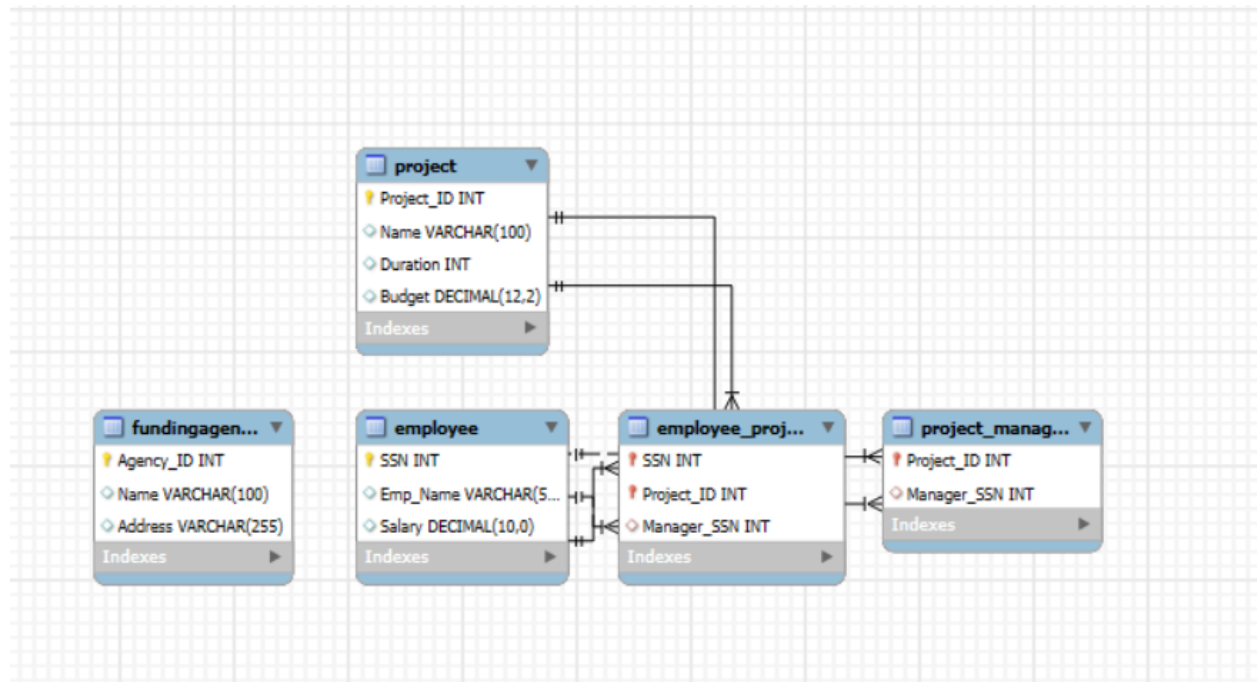 project
Project_ID INT
Name VARCHAR(100)
Duration INT
Budget DECIMAL(12,2)
Indexes
fundingagen...
Agency_ID INT
Name VARCHAR(100)
Address VARCHAR(255)
Indexes
employee
SSN INT
Emp_Name VARCHAR(5...
Salary DECIMAL(10,0)
Indexes
employee_proj...
SSN INT
Project_ID INT
Manager_SSN INT
Indexes
project_manag...
Project_ID INT
Manager_SSN INT
Indexes